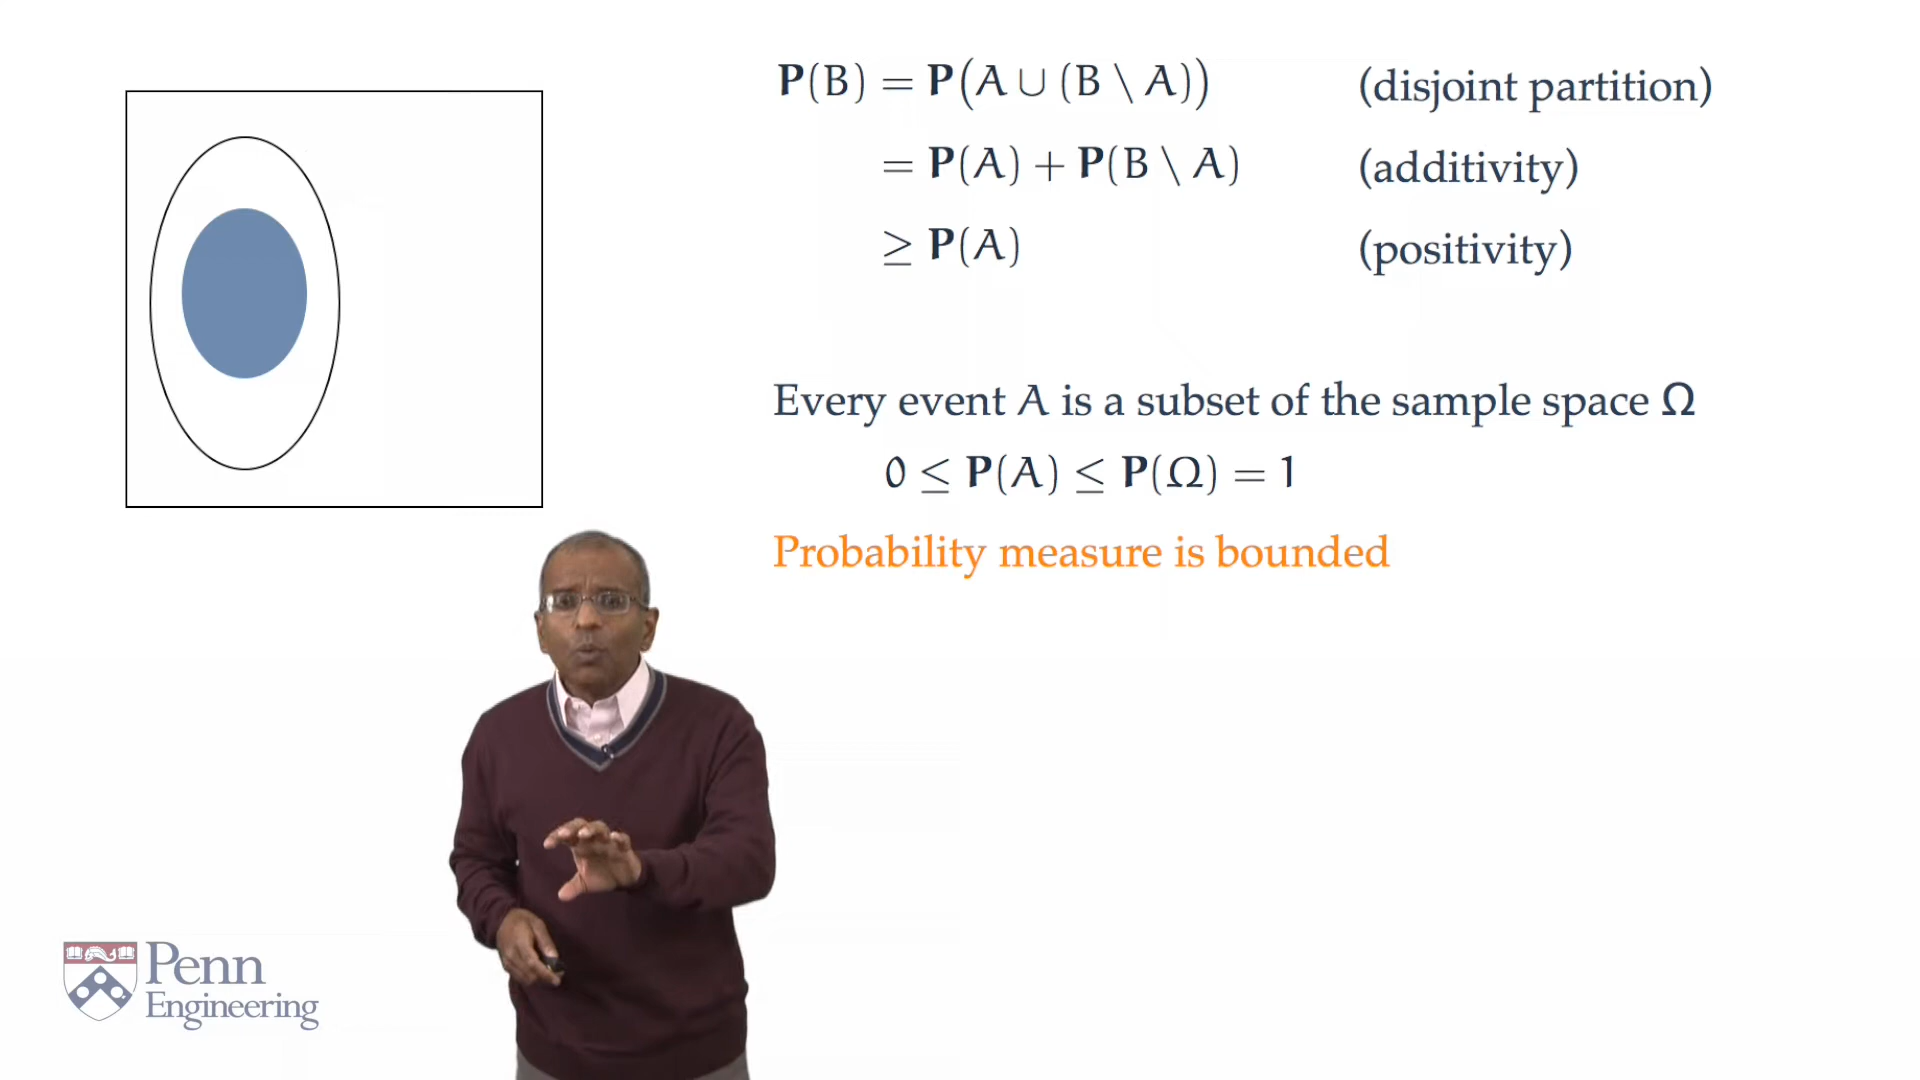 P(B) = P(A ∪ (B \ A)) (disjoint partition)
= P(A) + P(B \ A) (additivity)
≥ P(A) (positivity)
Every event A is a subset of the sample space Ω
0 ≤ P(A) ≤ P(Ω) = 1
Probability measure is bounded
Penn
Engineering